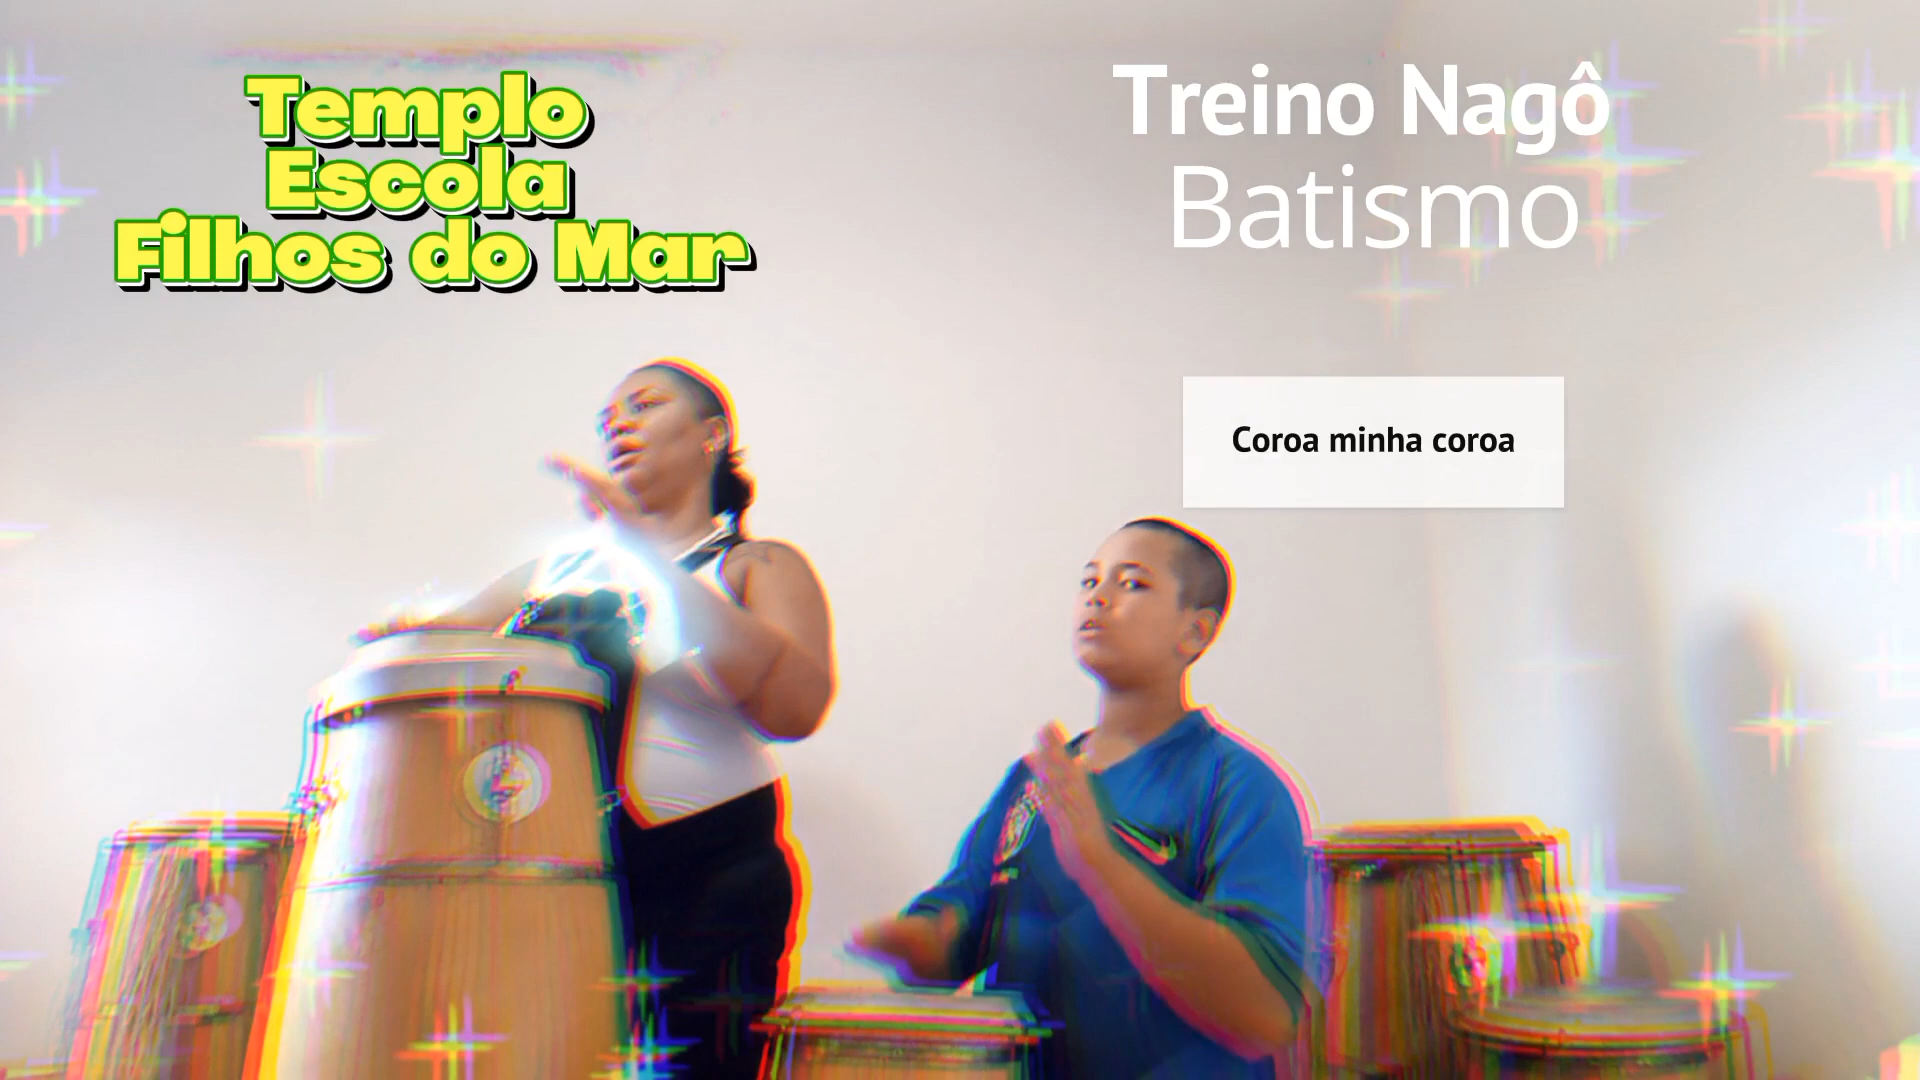 Templo
Escola
Filhos do Mar
Treino Nagô
Batismo
Coroa minha coroa